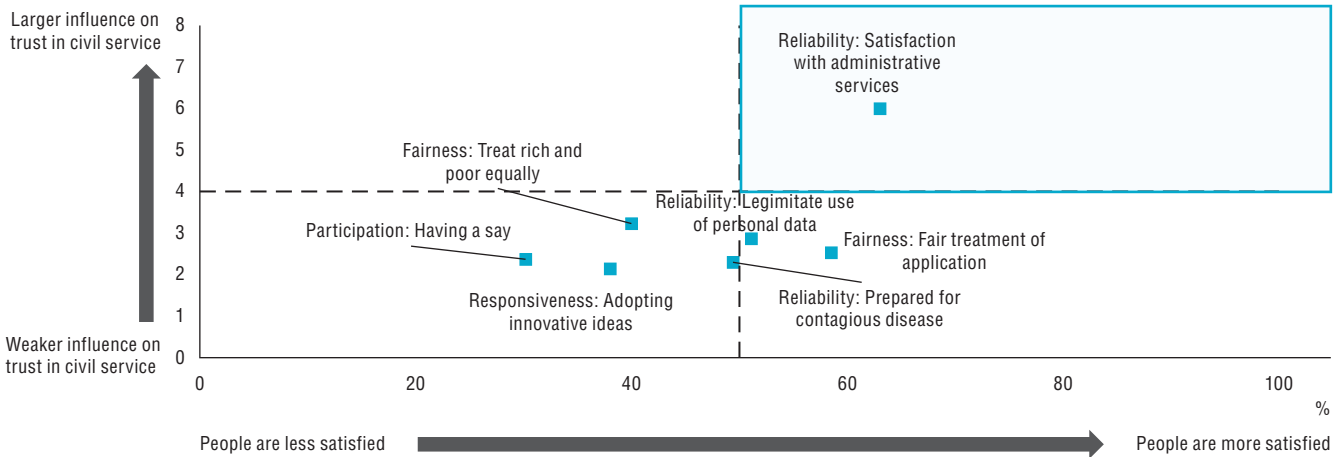 Larger influence on
trust in civil service
8
7
6
5
4
3
2
1
0
Weaker influence on
trust in civil service
Reliability: Satisfaction
with administrative
services
Fairness: Treat rich and
poor equally
Reliability: Legimitate use
of personal data
Participation: Having a say
Fairness: Fair treatment of
application
Responsiveness: Adopting
innovative ideas
Reliability: Prepared for
contagious disease
0
20
40
60
80
100
%
People are less satisfied
People are more satisfied